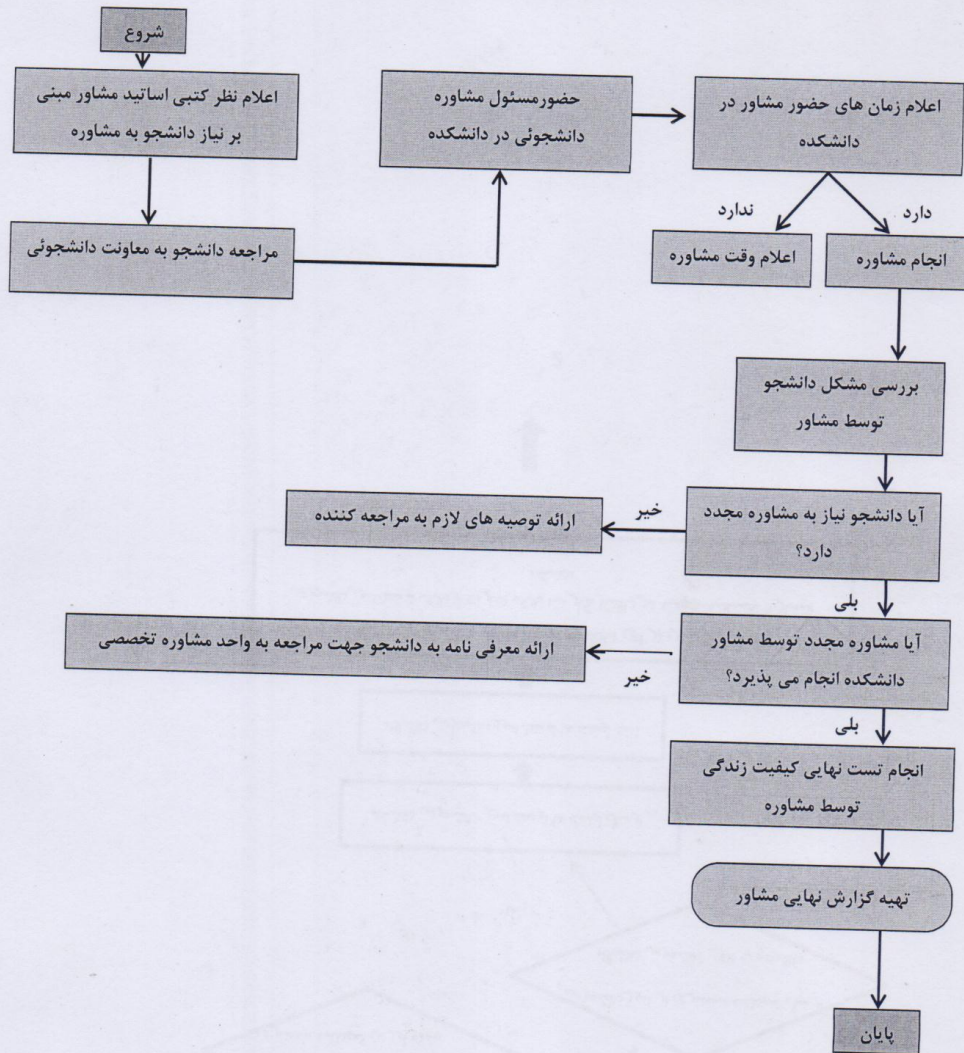 شروع
اعلام نظر کتبی اساتید مشاور مبنی
بر نیاز دانشجو به مشاوره
مراجعه دانشجو به معاونت دانشجوئی
حضورمسئول مشاوره
دانشجوئی در دانشکده
اعلام زمان های حضور مشاور در
دانشکده
دارد
ندارد
انجام مشاوره
اعلام وقت مشاوره
بررسی مشکل دانشجو
توسط مشاور
آیا دانشجو نیاز به مشاوره مجدد
دارد؟
خیر
ارائه توصیه های لازم به مراجعه کننده
بلی
آیا مشاوره مجدد توسط مشاور
دانشکده انجام می پذیرد؟
خیر
ارائه معرفی نامه به دانشجو جهت مراجعه به واحد مشاوره تخصصی
بلی
انجام تست نهایی کیفیت زندگی
توسط مشاوره
تهیه گزارش نهایی مشاور
پایان